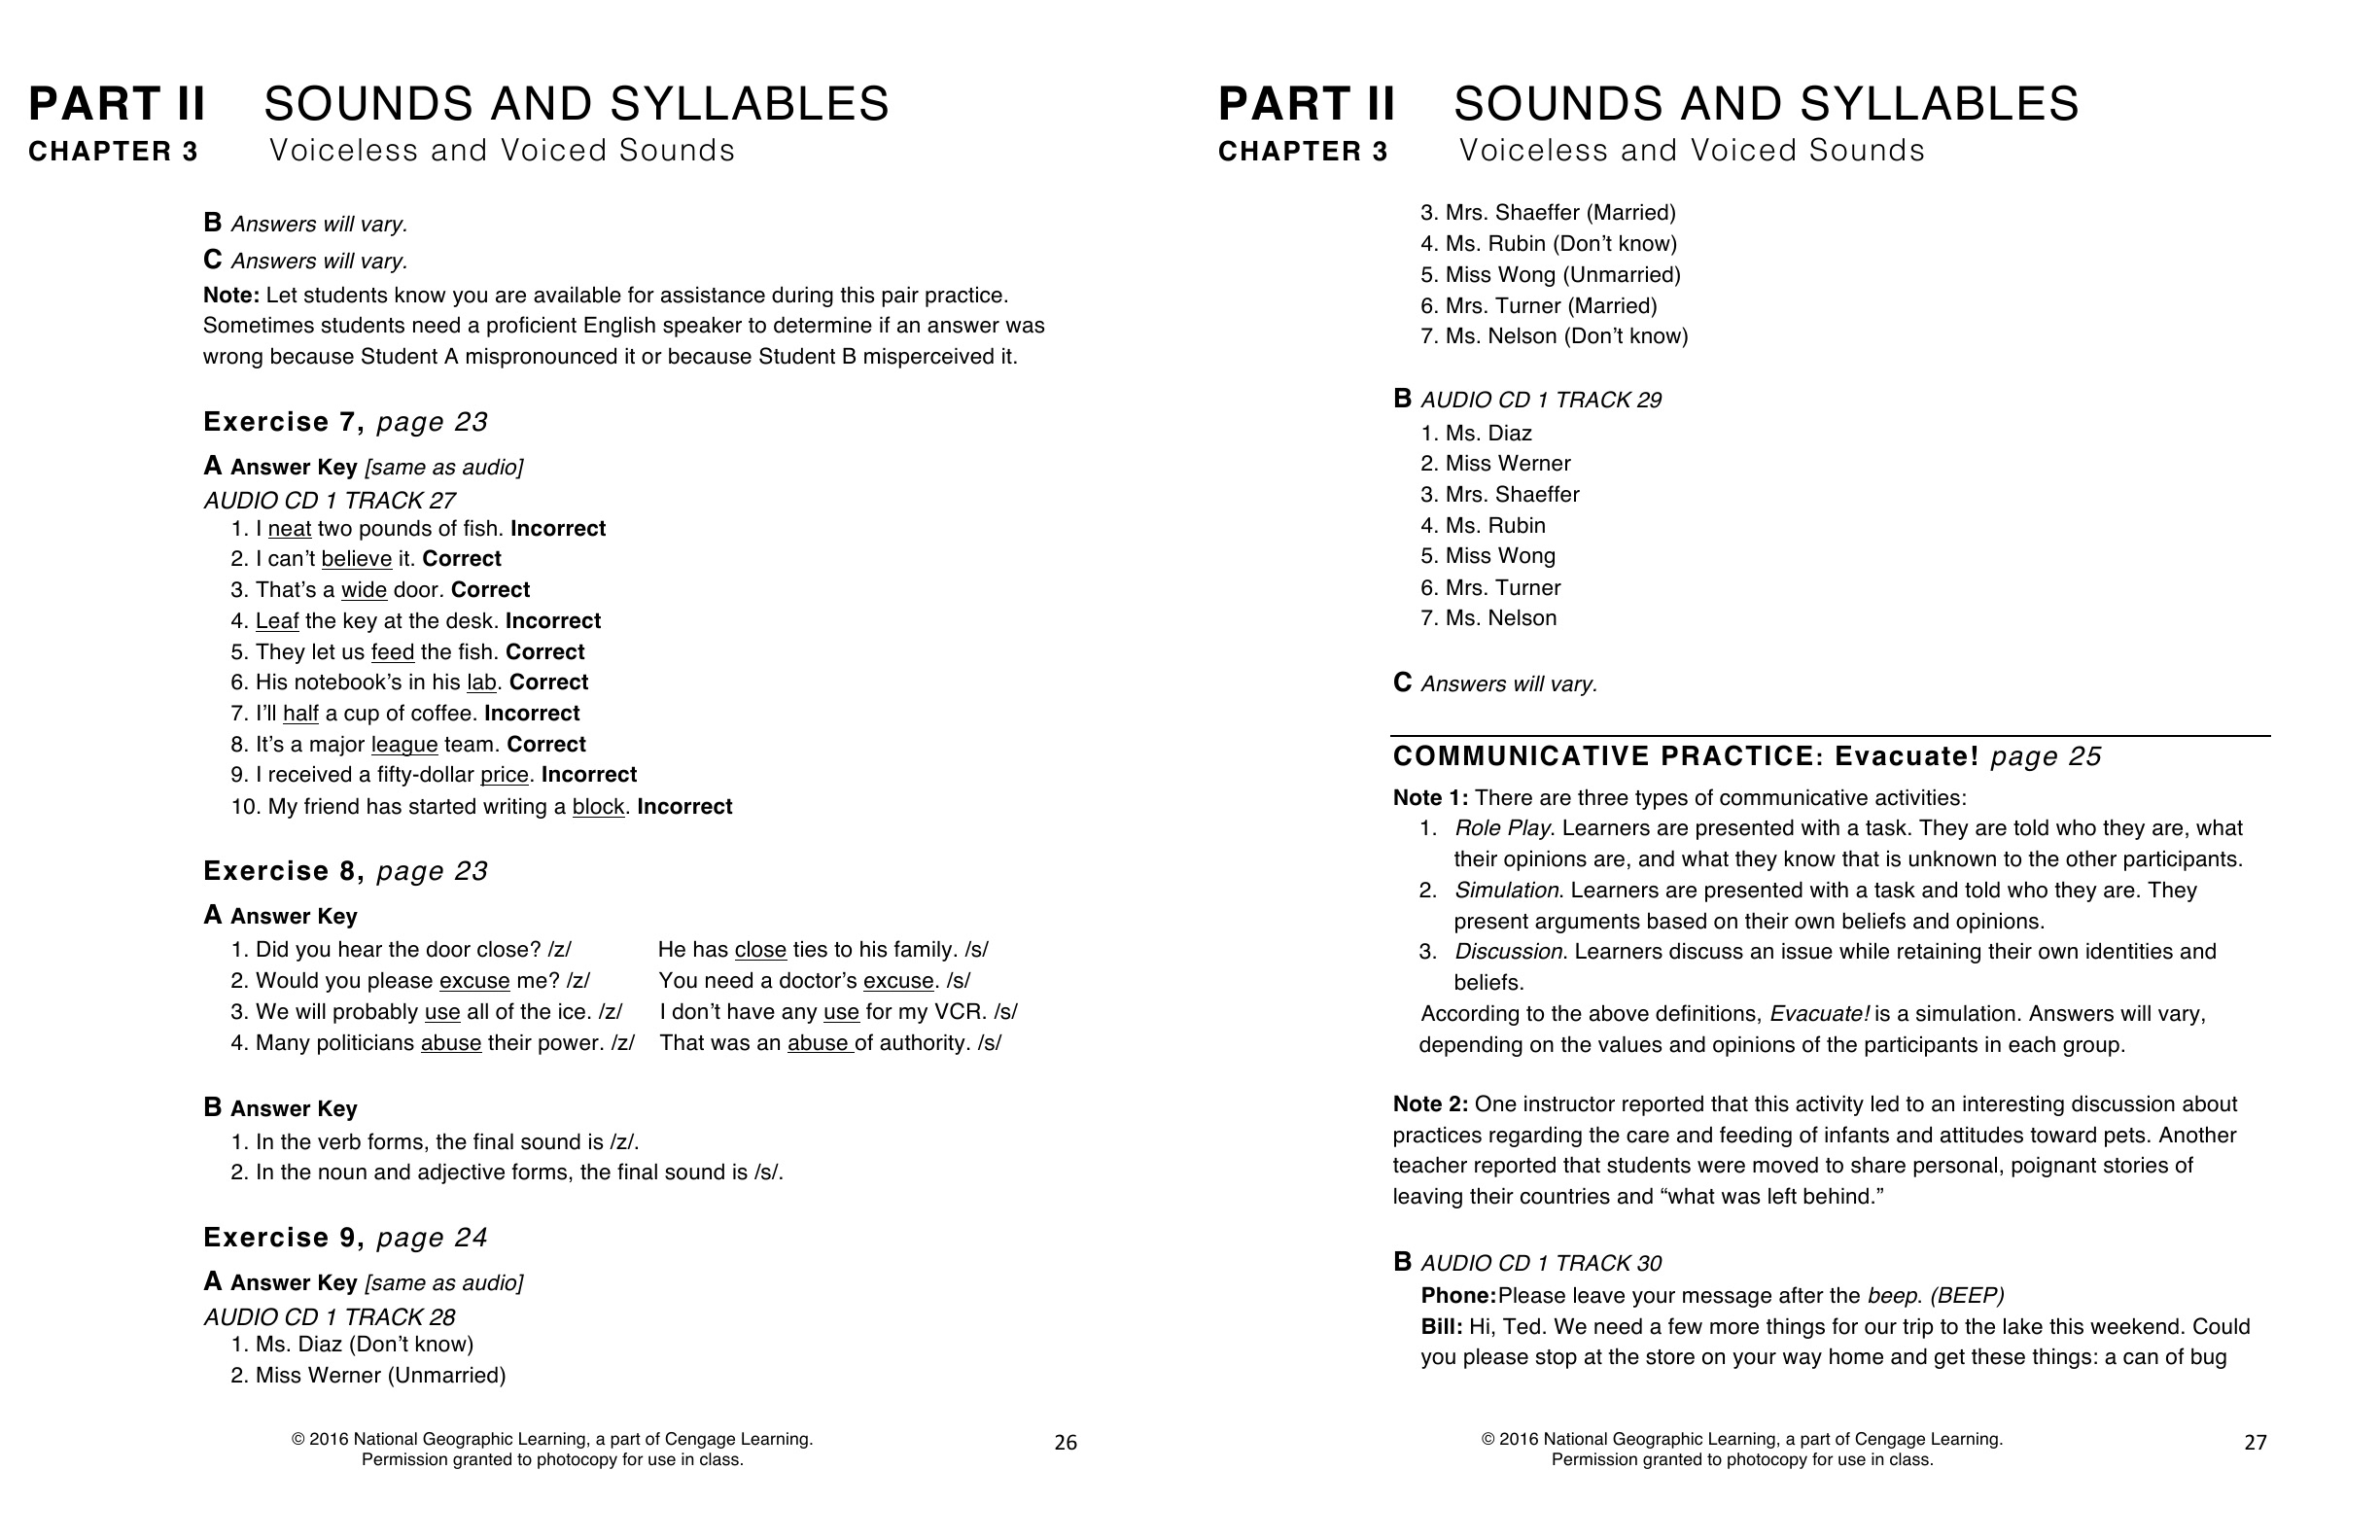 PART II SOUNDS AND SYLLABLES
CHAPTER 3 Voiceless and Voiced Sounds
B Answers will vary.
C Answers will vary.
Note: Let students know you are available for assistance during this pair practice.
Sometimes students need a proficient English speaker to determine if an answer was
wrong because Student A mispronounced it or because Student B misperceived it.
Exercise 7, page 23
A Answer Key [same as audio]
AUDIO CD 1 TRACK 27
1. I neat two pounds of fish. Incorrect
2. I can't believe it. Correct
3. That's a wide door. Correct
4. Leaf the key at the desk. Incorrect
5. They let us feed the fish. Correct
6. His notebook's in his lab. Correct
7. I'll half a cup of coffee. Incorrect
8. It's a major league team. Correct
9. I received a fifty-dollar price. Incorrect
10. My friend has started writing a block. Incorrect
Exercise 8, page 23
A Answer Key
1. Did you hear the door close? /z/ He has close ties to his family. /s/
2. Would you please excuse me? /z/ You need a doctor's excuse. /s/
3. We will probably use all of the ice. /z/ I don't have any use for my VCR. /s/
4. Many politicians abuse their power. /z/ That was an abuse of authority. /s/
B Answer Key
1. In the verb forms, the final sound is /z/.
2. In the noun and adjective forms, the final sound is /s/.
Exercise 9, page 24
A Answer Key [same as audio]
AUDIO CD 1 TRACK 28
1. Ms. Diaz (Don't know)
2. Miss Werner (Unmarried)
© 2016 National Geographic Learning, a part of Cengage Learning.
Permission granted to photocopy for use in class.
26
PART II SOUNDS AND SYLLABLES
CHAPTER 3 Voiceless and Voiced Sounds
3. Mrs. Shaeffer (Married)
4. Ms. Rubin (Don't know)
5. Miss Wong (Unmarried)
6. Mrs. Turner (Married)
7. Ms. Nelson (Don't know)
B AUDIO CD 1 TRACK 29
1. Ms. Diaz
2. Miss Werner
3. Mrs. Shaeffer
4. Ms. Rubin
5. Miss Wong
6. Mrs. Turner
7. Ms. Nelson
C Answers will vary.
COMMUNICATIVE PRACTICE: Evacuate! page 25
Note 1: There are three types of communicative activities:
1. Role Play. Learners are presented with a task. They are told who they are, what
their opinions are, and what they know that is unknown to the other participants.
2. Simulation. Learners are presented with a task and told who they are. They
present arguments based on their own beliefs and opinions.
3. Discussion. Learners discuss an issue while retaining their own identities and
beliefs.
According to the above definitions, Evacuate! is a simulation. Answers will vary,
depending on the values and opinions of the participants in each group.
Note 2: One instructor reported that this activity led to an interesting discussion about
practices regarding the care and feeding of infants and attitudes toward pets. Another
teacher reported that students were moved to share personal, poignant stories of
leaving their countries and “what was left behind.”
B AUDIO CD 1 TRACK 30
Phone:Please leave your message after the beep. (BEEP)
Bill: Hi, Ted. We need a few more things for our trip to the lake this weekend. Could
you please stop at the store on your way home and get these things: a can of bug
© 2016 National Geographic Learning, a part of Cengage Learning.
Permission granted to photocopy for use in class.
27